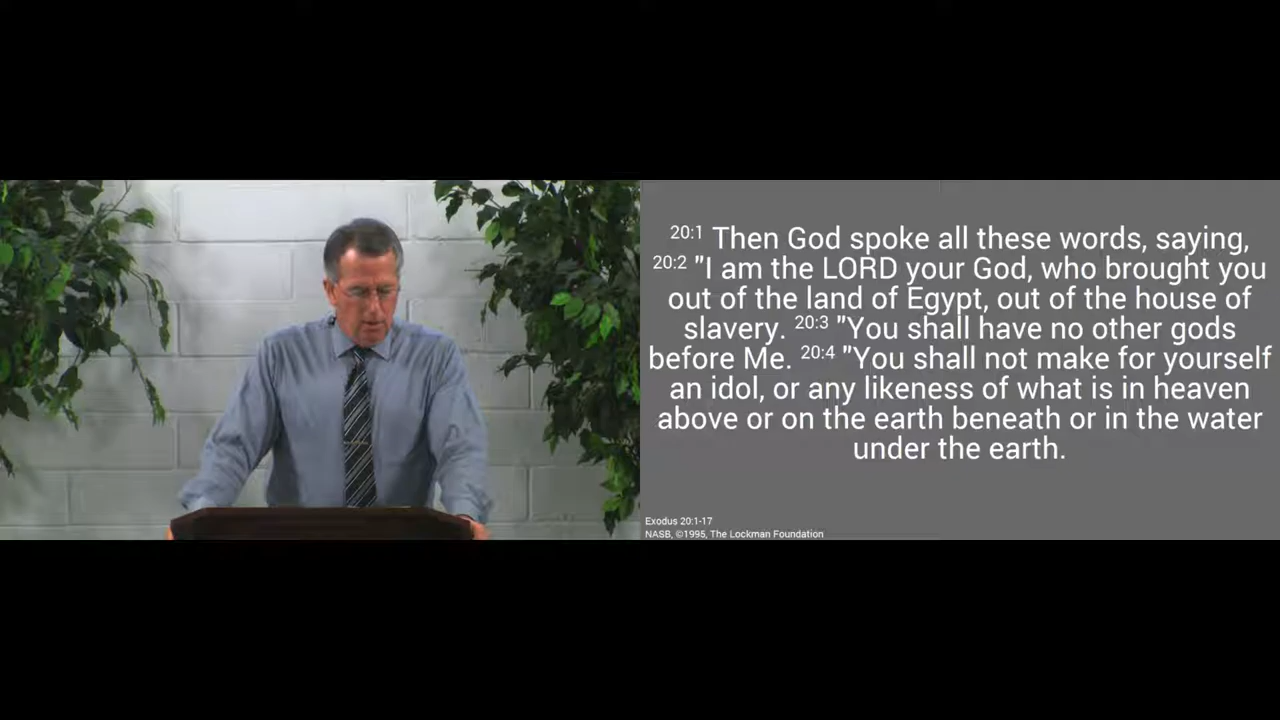 20:1 Then God spoke all these words, saying,
20:2 "I am the LORD your God, who brought you
out of the land of Egypt, out of the house of
slavery. 20:3 "You shall have no other gods
before Me. 20:4 "You shall not make for yourself
an idol, or any likeness of what is in heaven
above or on the earth beneath or in the water
under the earth.
Exodus 20:1-17
NASB, ©1995, The Lockman Foundation